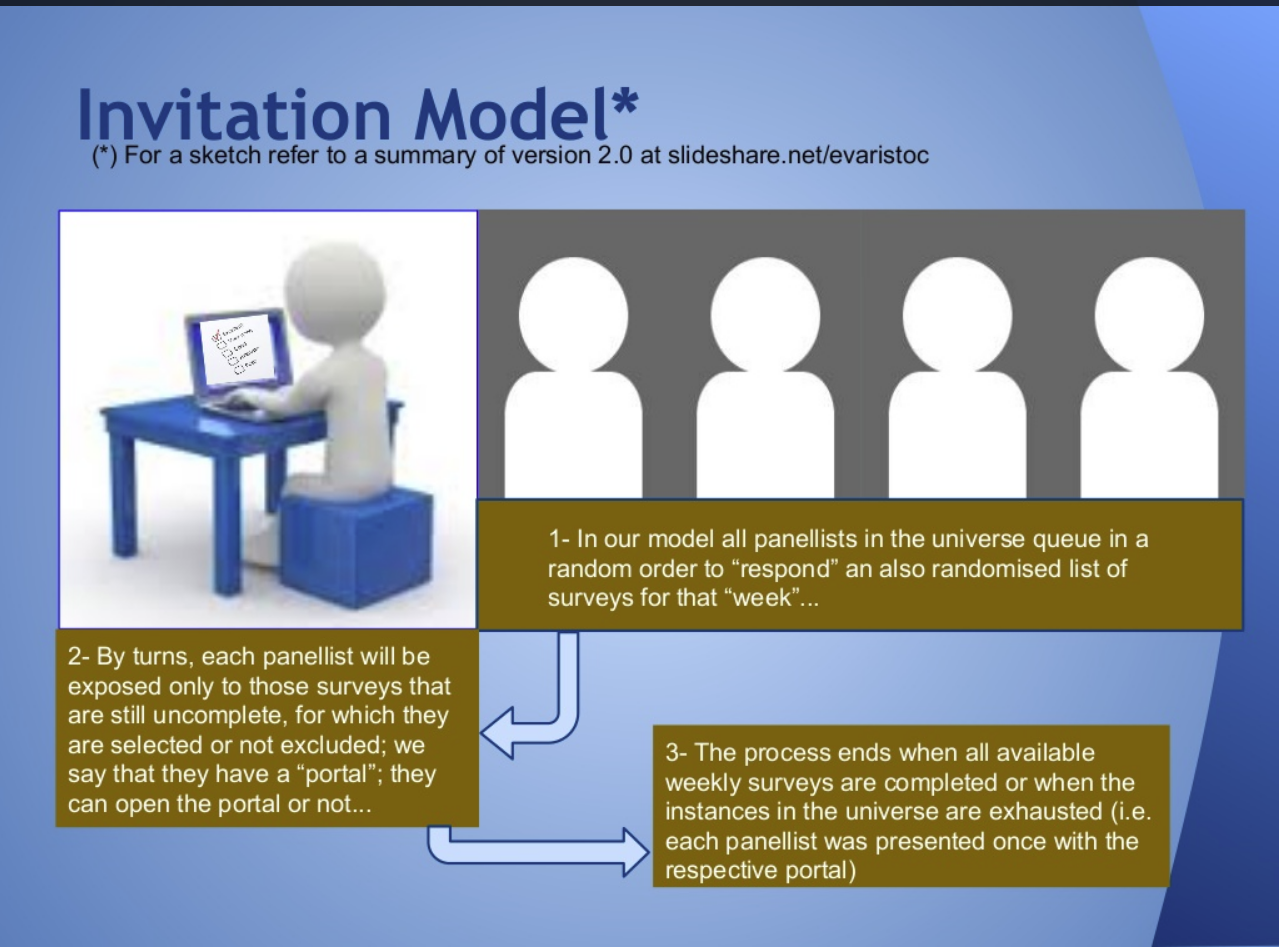 Invitation Model*
(*) For a sketch refer to a summary of version 2.0 at slideshare.net/evaristoc
1- In our model all panellists in the universe queue in a
random order to “respond” an also randomised list of
surveys for that “week”...
2- By turns, each panellist will be
exposed only to those surveys that
are still uncomplete, for which they
are selected or not excluded; we
say that they have a “portal”; they
can open the portal or not...
3- The process ends when all available
weekly surveys are completed or when the
instances in the universe are exhausted (i.e.
each panellist was presented once with the
respective portal)